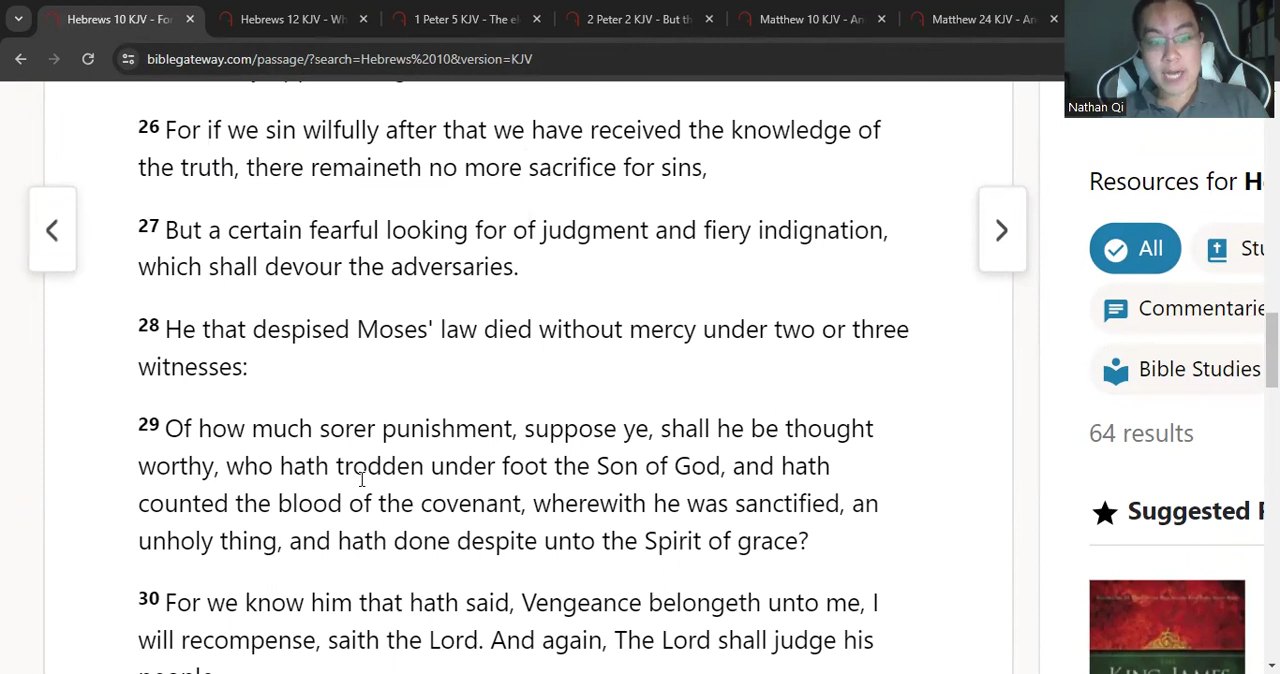 Hebrews 10 KJV - For
Hebrews 12 KJV - Wh
1 Peter 5 KJV - The el
2 Peter 2 KJV - But th
Matthew 10 KJV - An
Matthew 24 KJV - An
biblegateway.com/passage/?search=Hebrews%2010&version=KJV
Nathan Qi
26 For if we sin wilfully after that we have received the knowledge of
the truth, there remaineth no more sacrifice for sins,
27 But a certain fearful looking for of judgment and fiery indignation,
which shall devour the adversaries.
28 He that despised Moses' law died without mercy under two or three
witnesses:
29 Of how much sorer punishment, suppose ye, shall he be thought
worthy, who hath trodden under foot the Son of God, and hath
counted the blood of the covenant, wherewith he was sanctified, an
unholy thing, and hath done despite unto the Spirit of grace?
30 For we know him that hath said, Vengeance belongeth unto me, I
will recompense, saith the Lord. And again, The Lord shall judge his
people.
Resources for H
All
Stu
Commentarie
Bible Studies
64 results
Suggested
KING JAMES